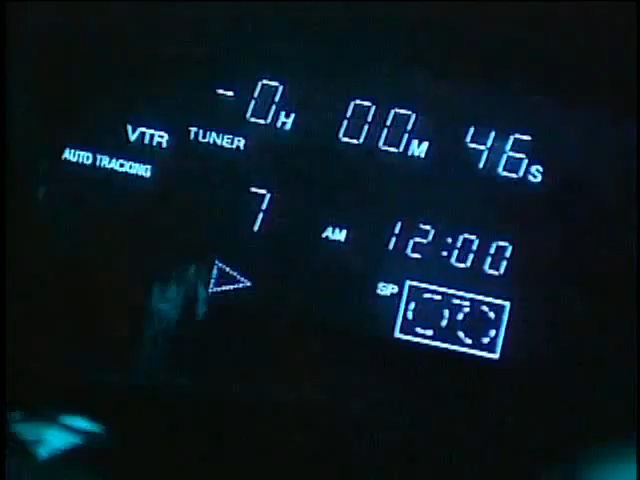 -0H 00M 46S
VTR TUNER
AUTO TRACKING
7 AM 12:00
SP